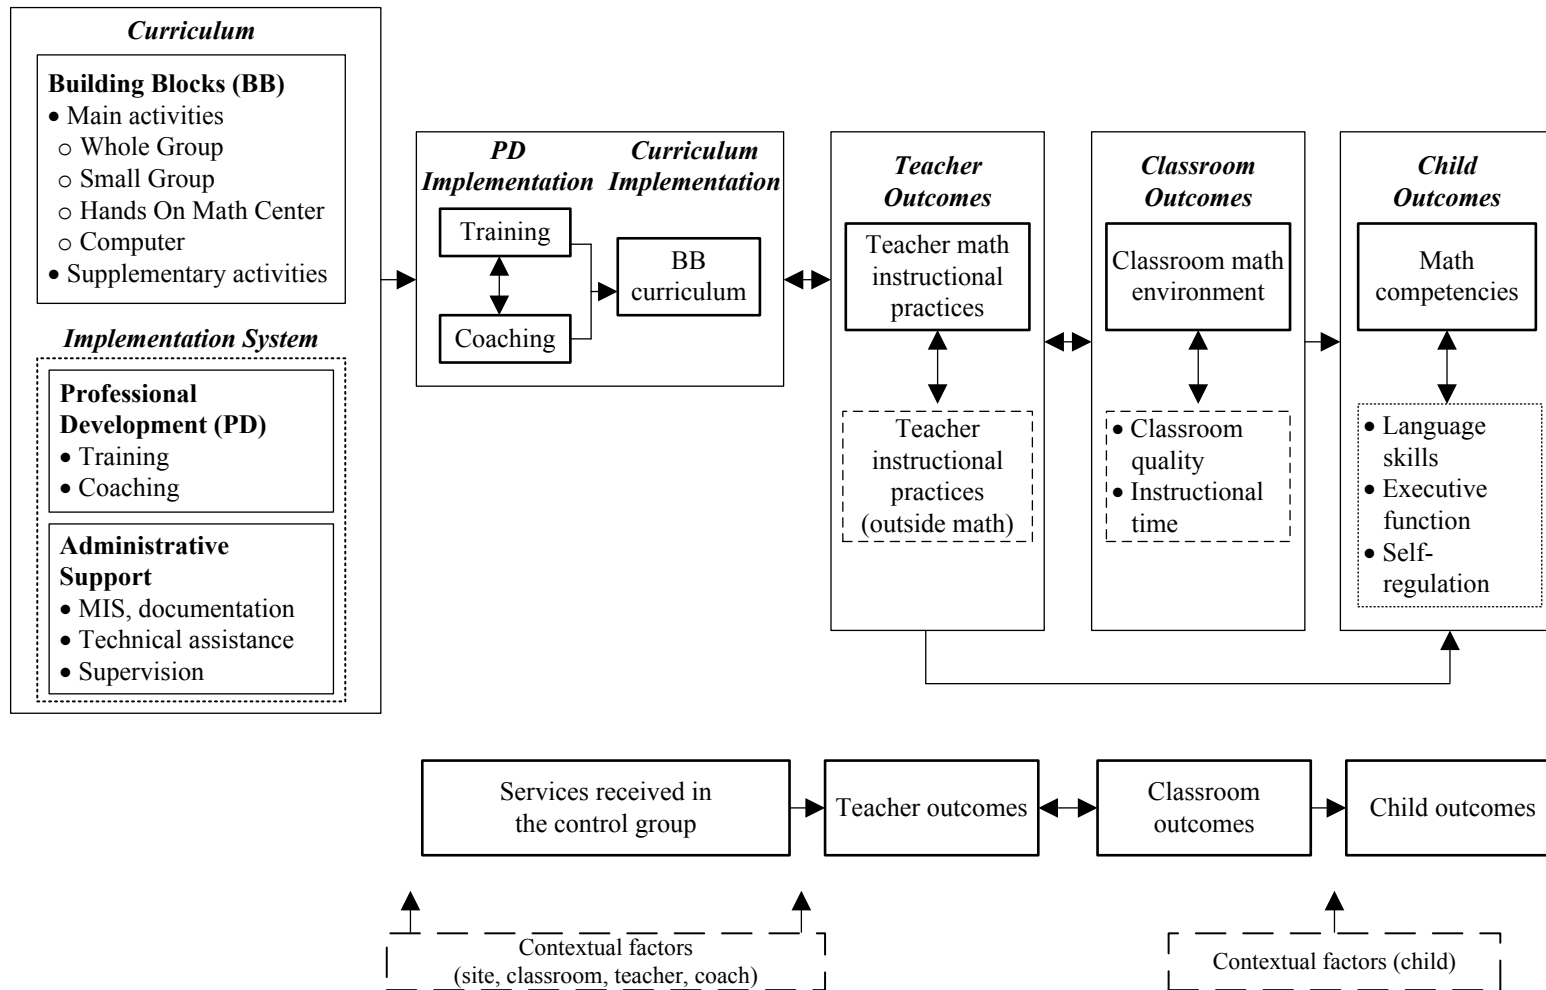 Curriculum
Building Blocks (BB)
• Main activities
o Whole Group
o Small Group
o Hands On Math Center
o Computer
• Supplementary activities
Implementation System
Professional
Development (PD)
• Training
• Coaching
Administrative
Support
• MIS, documentation
• Technical assistance
• Supervision
PD
Implementation
Curriculum
Implementation
Training
Coaching
BB
curriculum
Teacher
Outcomes
Teacher math
instructional
practices
Teacher
instructional
practices
(outside math)
Classroom
Outcomes
Classroom math
environment
• Classroom
quality
• Instructional
time
Child
Outcomes
Math
competencies
• Language
skills
• Executive
function
• Self-
regulation
Services received in
the control group
Teacher outcomes
Classroom
outcomes
Child outcomes
Contextual factors
(site, classroom, teacher, coach)
Contextual factors (child)